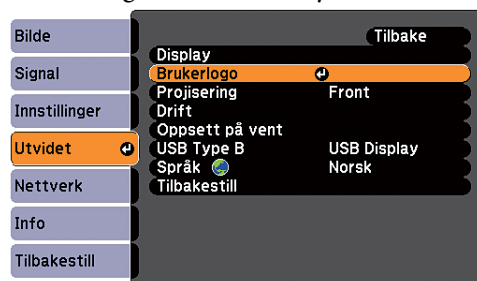 Bilde
Signal
Innstillinger
Utvidet
Nettverk
Info
Tilbakestill
Tilbake
Display
Brukerlogo
Projisering Front
Drift
Oppsett på vent
USB Type B USB Display
Språk Norsk
Tilbakestill